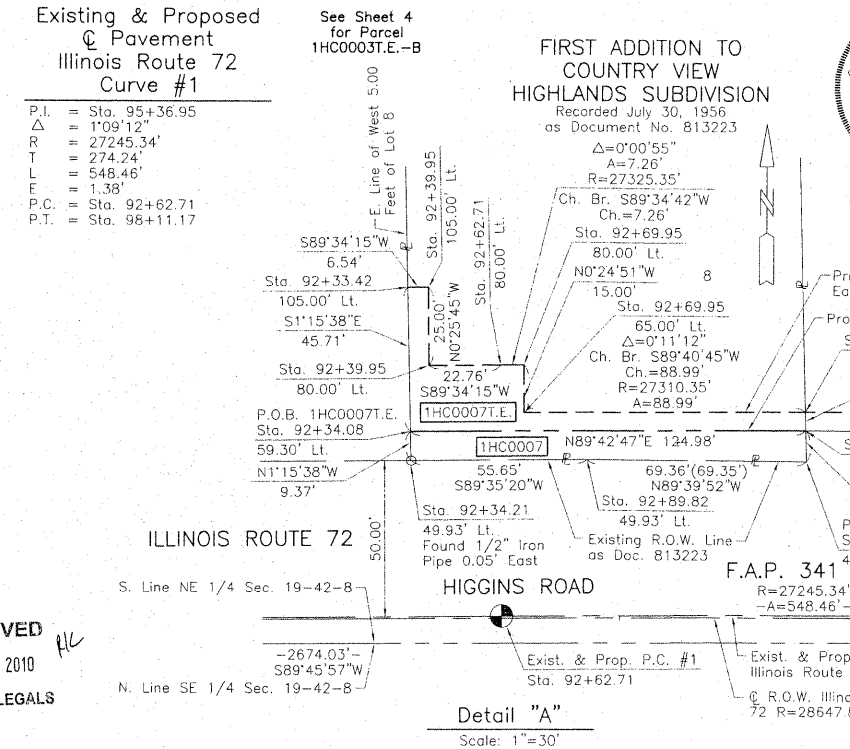 Existing & Proposed
℄ Pavement
Illinois Route 72
Curve #1
P.I. = Sta. 95+36.95
Δ = 1°09'12"
R = 27245.34'
T = 274.24'
L = 548.46'
E = 1.38'
P.C. = Sta. 92+62.71
P.T. = Sta. 98+11.17
See Sheet 4
for Parcel
1HC0003T.E.-B
FIRST ADDITION TO
COUNTRY VIEW
HIGHLANDS SUBDIVISION
Recorded July 30, 1956
as Document No. 813223
Δ=0°00'55"
A=7.26'
R=27325.35'
Ch. Br. S89°34'42"W
Ch.=7.26'
Sta. 92+69.95
80.00' Lt.
N0°24'51"W
15.00'
8
Sta. 92+69.95
65.00' Lt.
Δ=0°11'12"
Ch. Br. S89°40'45"W
Ch.=88.99'
R=27310.35'
A=88.99'
E. Line of West 5.00
Feet of Lot 8
Sta. 92+39.95
105.00' Lt.
Sta. 92+62.71
80.00' Lt.
N
S89°34'15"W
6.54'
Sta. 92+33.42
105.00' Lt.
S1°15'38"E
45.71'
25.00'
N0°25'45"W
Sta. 92+39.95
80.00' Lt.
22.76'
S89°34'15"W
1HC0007T.E.
P.O.B. 1HC0007T.E.
Sta. 92+34.08
59.30' Lt.
N1°15'38"W
9.37'
1HC0007
N89°42'47"E 124.98'
55.65'
S89°35'20"W
69.36'(69.35')
N89°39'52"W
Sta. 92+34.21
49.93' Lt.
Found 1/2" Iron
Pipe 0.05' East
Sta. 92+89.82
49.93' Lt.
Existing R.O.W. Line
as Doc. 813223
50.00'
ILLINOIS ROUTE 72
HIGGINS ROAD
F.A.P. 341
R=27245.34'
-A=548.46'-
S. Line NE 1/4 Sec. 19-42-8
-2674.03'-
S89°45'57"W
N. Line SE 1/4 Sec. 19-42-8
Exist. & Prop. P.C. #1
Sta. 92+62.71
Exist. & Prop
Illinois Route
℄ R.O.W. Illino
72 R=28647.
VED
2010
LEGALS
Detail "A"
Scale: 1"=30'